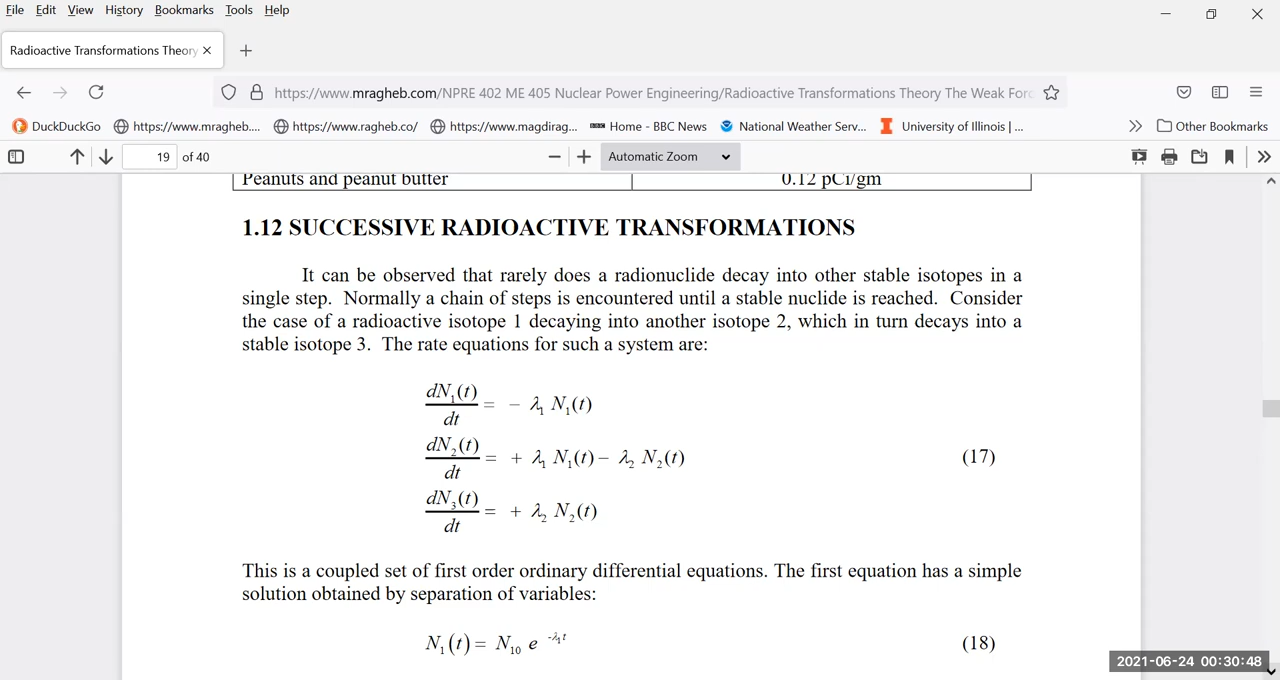 File Edit View History Bookmarks Tools Help
Radioactive Transformations Theory
https://www.mragheb.com/NPRE 402 ME 405 Nuclear Power Engineering/Radioactive Transformations Theory The Weak Forc
DuckDuckGo https://www.mragheb.... https://www.ragheb.co/ https://www.magdirag... BBC Home - BBC News National Weather Serv... University of Illinois |... Other Bookmarks
19 of 40 Automatic Zoom
Peanuts and peanut butter 0.12 pCi/gm
1.12 SUCCESSIVE RADIOACTIVE TRANSFORMATIONS
It can be observed that rarely does a radionuclide decay into other stable isotopes in a
single step. Normally a chain of steps is encountered until a stable nuclide is reached. Consider
the case of a radioactive isotope 1 decaying into another isotope 2, which in turn decays into a
stable isotope 3. The rate equations for such a system are:
dN₁(t)/dt = − λ₁ N₁(t)
dN₂(t)/dt = + λ₁ N₁(t) − λ₂ N₂(t) (17)
dN₃(t)/dt = + λ₂ N₂(t)
This is a coupled set of first order ordinary differential equations. The first equation has a simple
solution obtained by separation of variables:
N₁(t) = N₁₀ e^(-λ₁t) (18)
2021-06-24 00:30:48